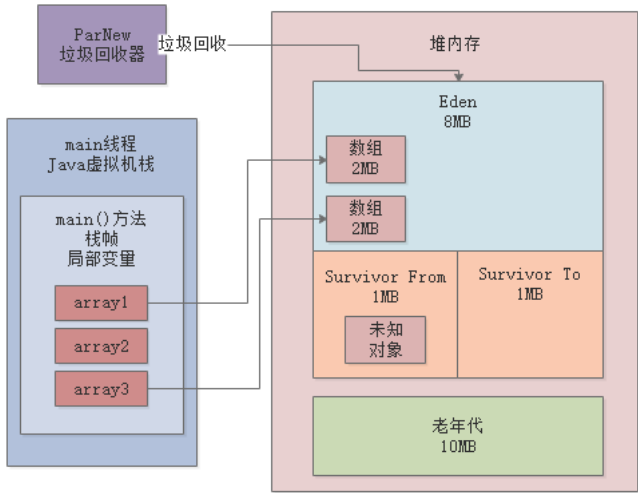 ParNew
垃圾回收器
垃圾回收
堆内存
Eden
8MB
数组
2MB
数组
2MB
main线程
Java虚拟机栈
main()方法
栈帧
局部变量
array1
array2
array3
Survivor From
1MB
未知
对象
Survivor To
1MB
老年代
10MB